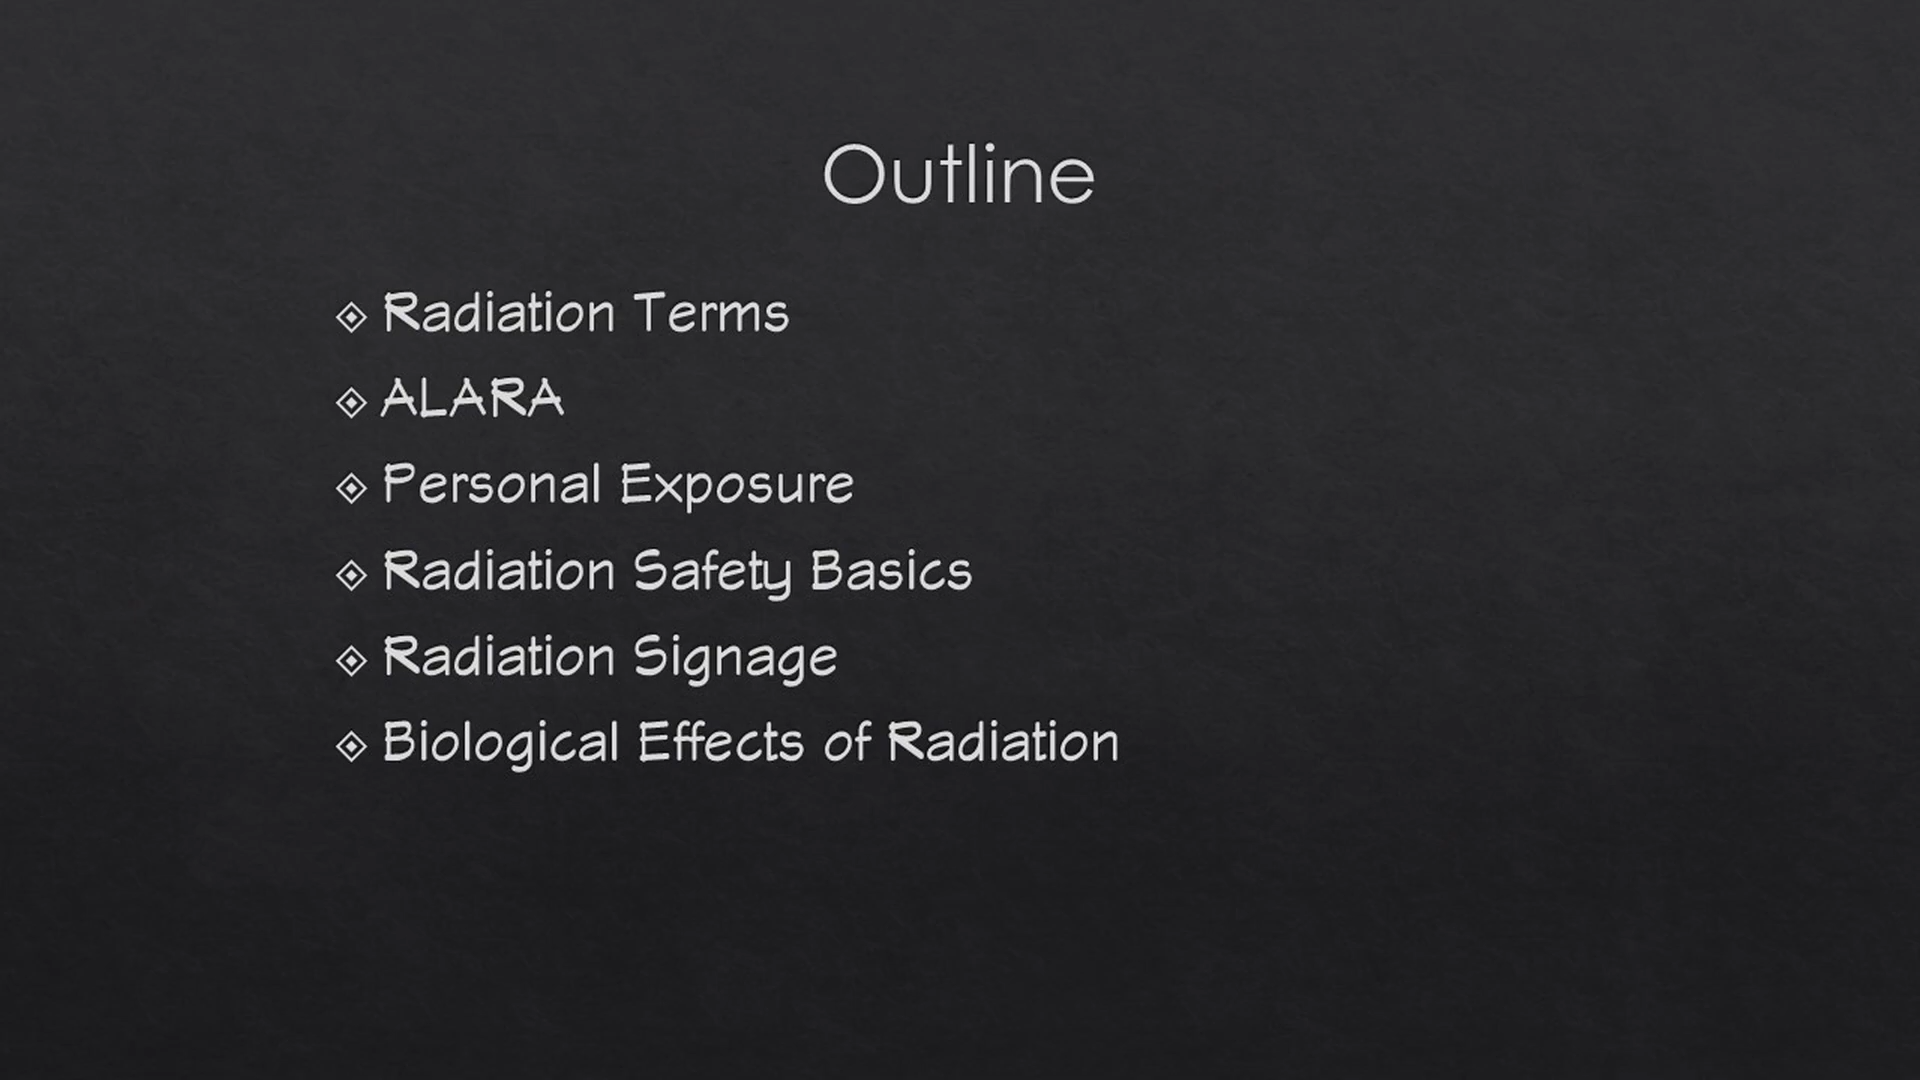 Outline
Radiation Terms
ALARA
Personal Exposure
Radiation Safety Basics
Radiation Signage
Biological Effects of Radiation